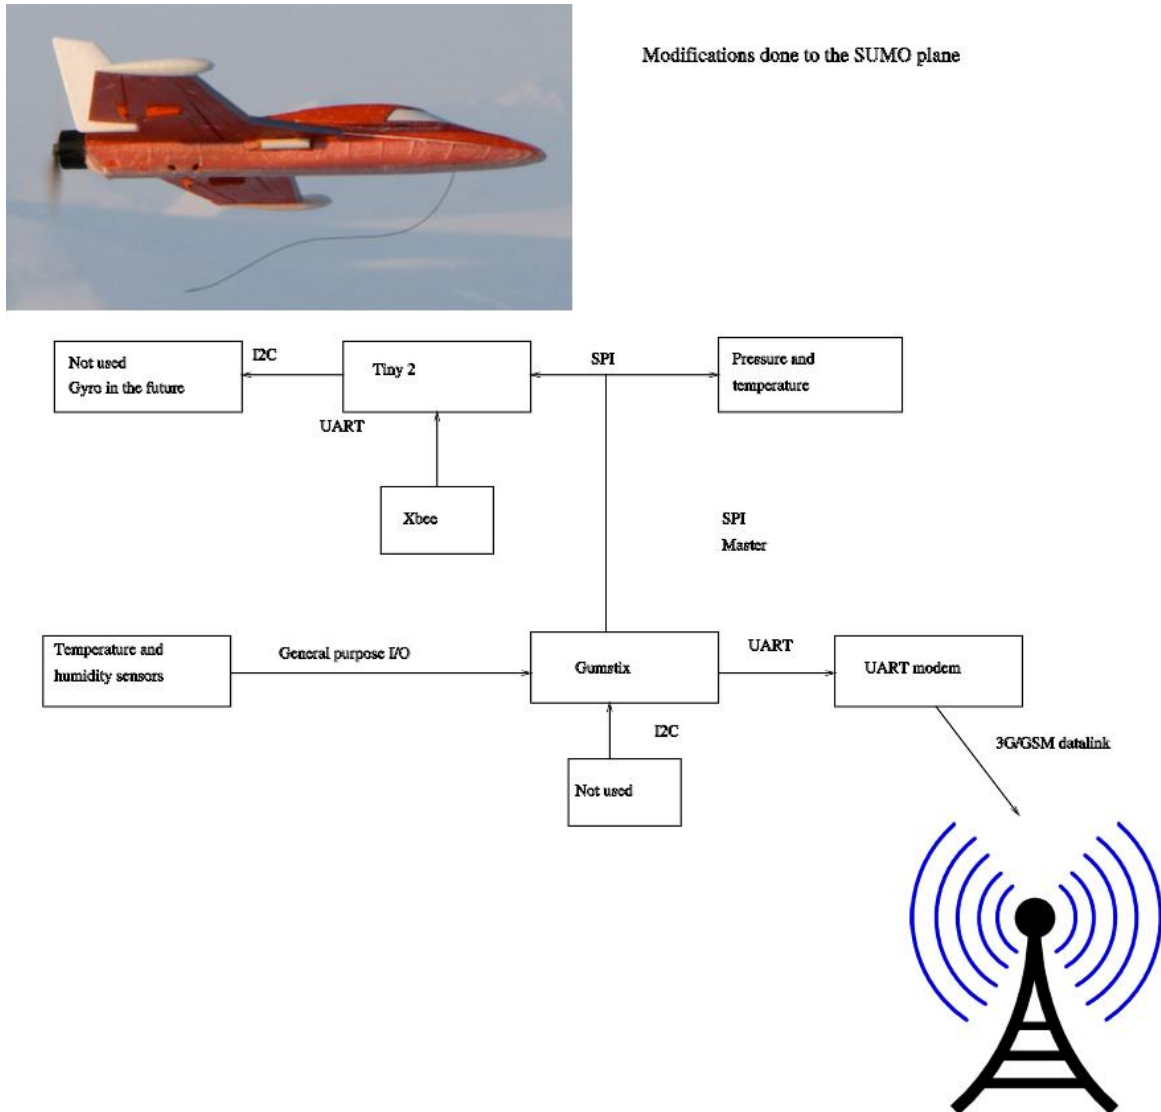 Modifications done to the SUMO plane
Not used
Gyro in the future
I2C
Tiny 2
SPI
Pressure and
temperature
UART
Xbee
SPI
Master
Temperature and
humidity sensors
General purpose I/O
Gumstix
UART
UART modem
I2C
3G/GSM datalink
Not used